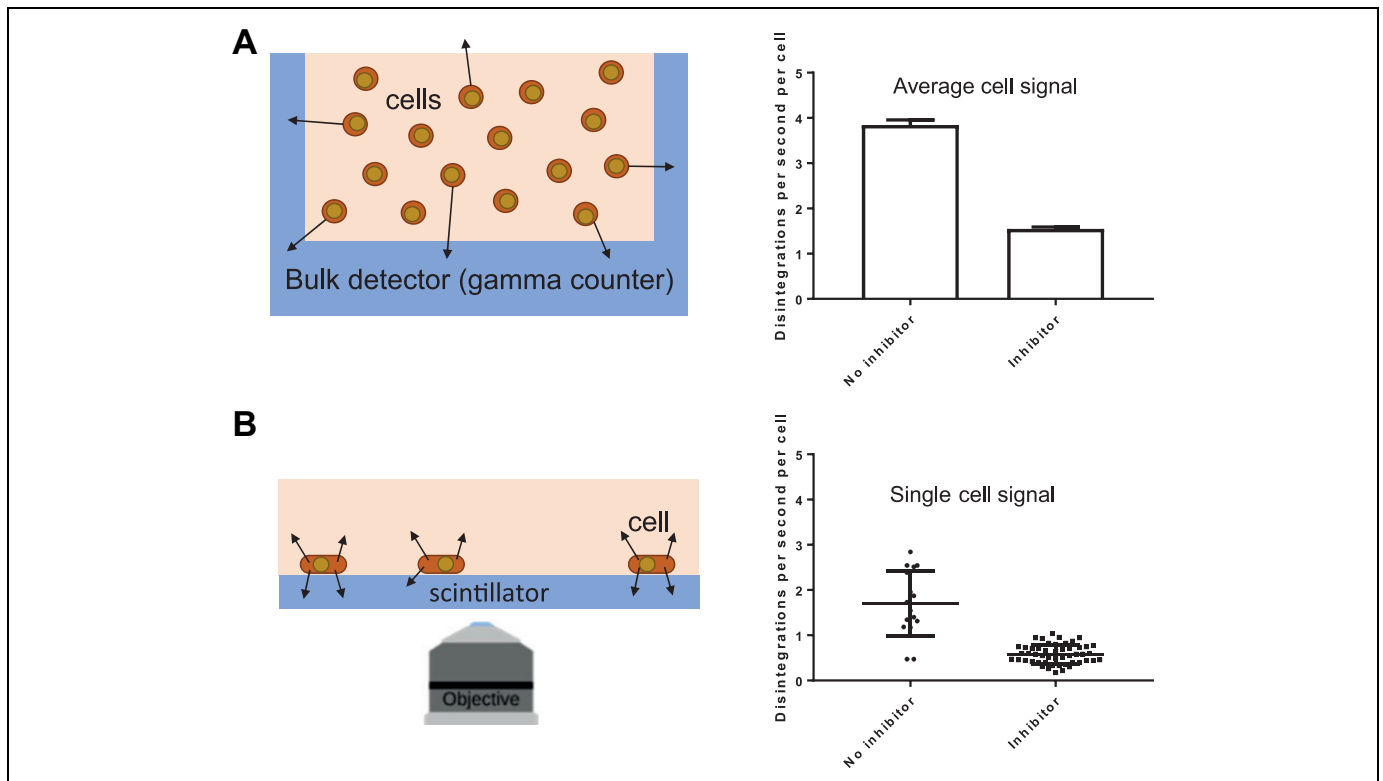 A
cells
Bulk detector (gamma counter)
Disintegrations per second per cell
Average cell signal
5
4
3
2
1
0
No inhibitor
Inhibitor
B
cell
scintillator
Objective
Disintegrations per second per cell
Single cell signal
5
4
3
2
1
0
No inhibitor
Inhibitor